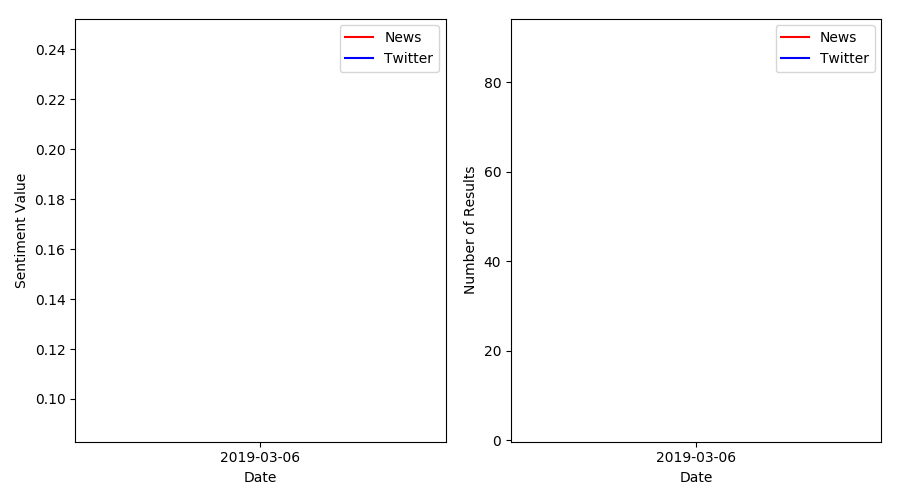 News
Twitter
0.24
0.22
0.20
0.18
0.16
0.14
0.12
0.10
Sentiment Value
2019-03-06
Date
News
Twitter
80
60
40
20
0
Number of Results
2019-03-06
Date